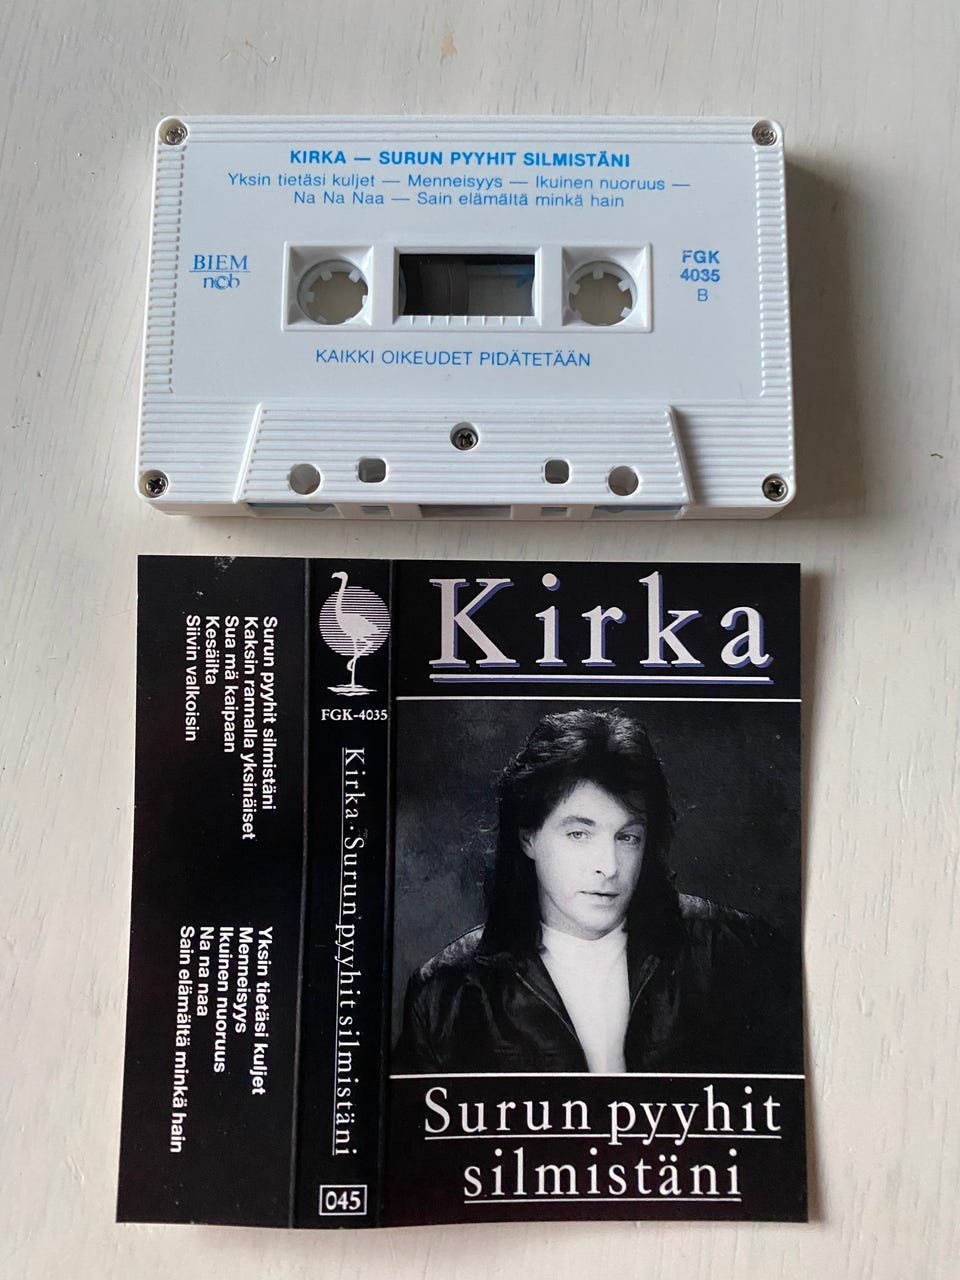 KIRKA — SURUN PYYHIT SILMISTÄNI
Yksin tietäsi kuljet — Menneisyys — Ikuinen nuoruus —
Na Na Naa — Sain elämältä minkä hain
BIEM
ncb
FGK
4035
B
KAIKKI OIKEUDET PIDÄTETÄÄN
Surun pyyhit silmistäni
Kaksin rannalla yksinäiset
Sua mä kaipaan
Kesäilta
Siivin valkoisin
Yksin tietäsi kuljet
Menneisyys
Ikuinen nuoruus
Na na naa
Sain elämältä minkä hain
FGK-4035
Kirka · Surun pyyhit silmistäni
045
Kirka
Surun pyyhit
silmistäni